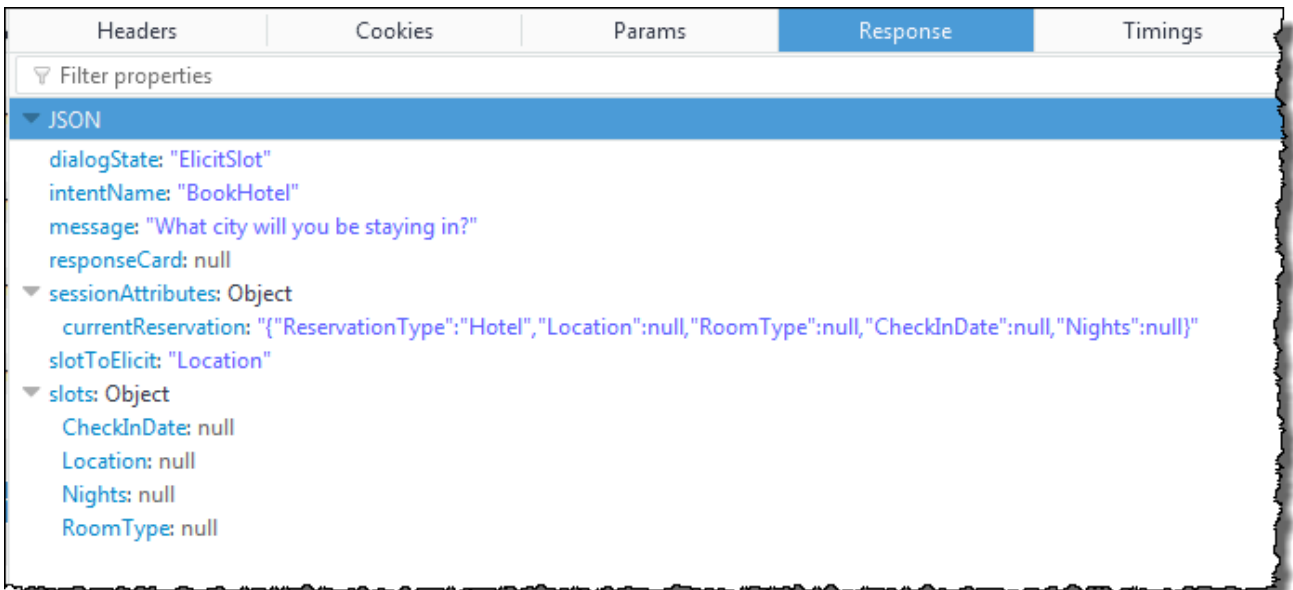 Headers Cookies Params Response Timings
Filter properties
JSON
dialogState: "ElicitSlot"
intentName: "BookHotel"
message: "What city will you be staying in?"
responseCard: null
sessionAttributes: Object
currentReservation: "{"ReservationType":"Hotel","Location":null,"RoomType":null,"CheckInDate":null,"Nights":null}"
slotToElicit: "Location"
slots: Object
CheckInDate: null
Location: null
Nights: null
RoomType: null